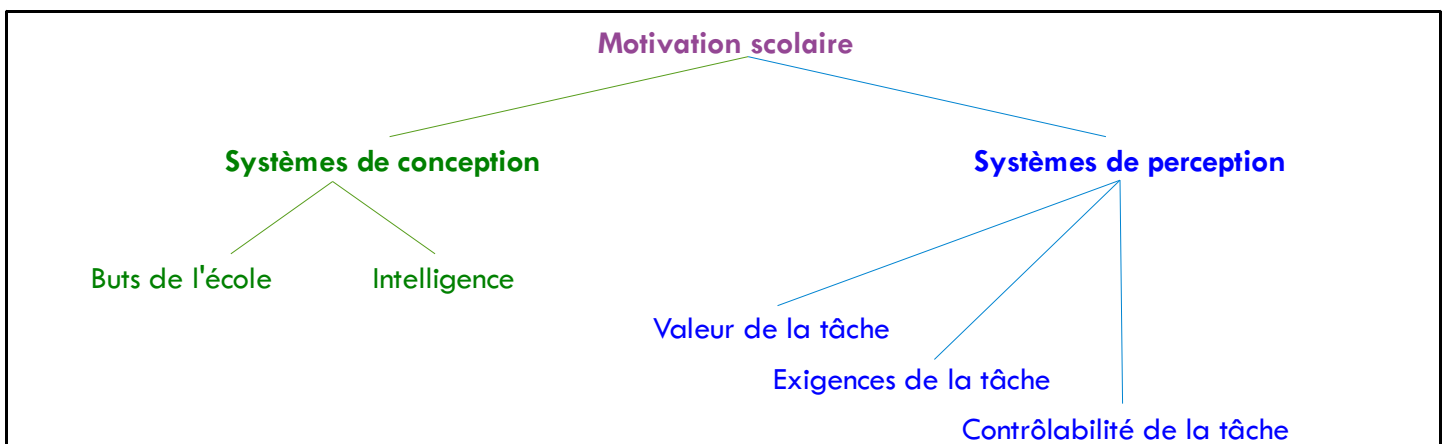 Motivation scolaire
Systèmes de conception
Systèmes de perception
Buts de l'école
Intelligence
Valeur de la tâche
Exigences de la tâche
Contrôlabilité de la tâche